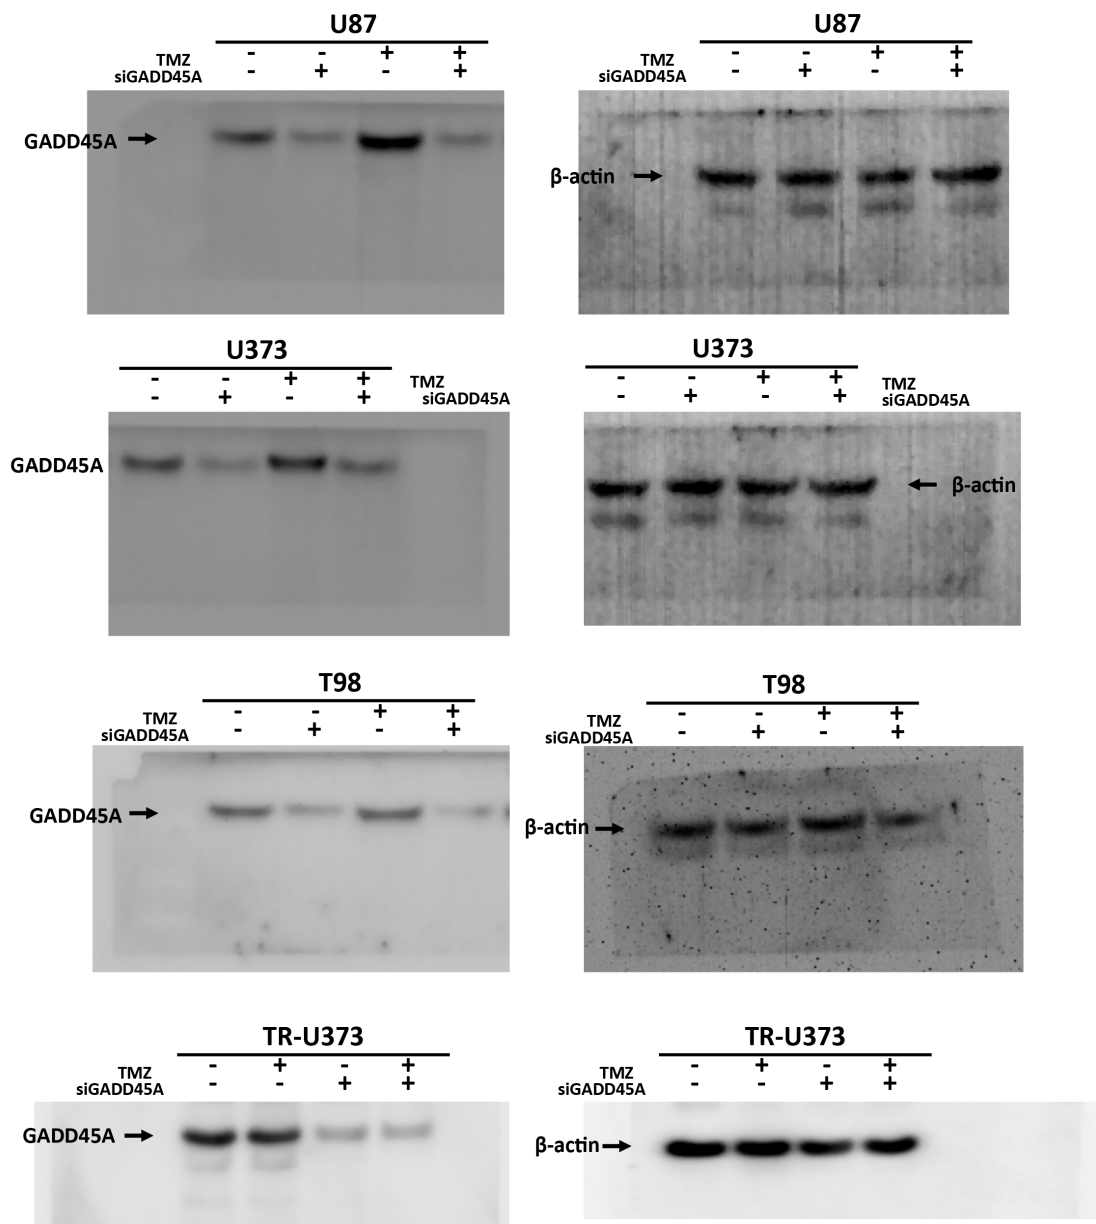 U87
TMZ - - + +
siGADD45A - + - +
GADD45A
U87
TMZ - - + +
siGADD45A - + - +
β-actin
U373
- - + + TMZ
- + - + siGADD45A
GADD45A
U373
- - + + TMZ
- + - + siGADD45A
β-actin
T98
TMZ - - + +
siGADD45A - + - +
GADD45A
T98
TMZ - - + +
siGADD45A - + - +
β-actin
TR-U373
TMZ - + - +
siGADD45A - - + +
GADD45A
TR-U373
TMZ - + - +
siGADD45A - - + +
β-actin